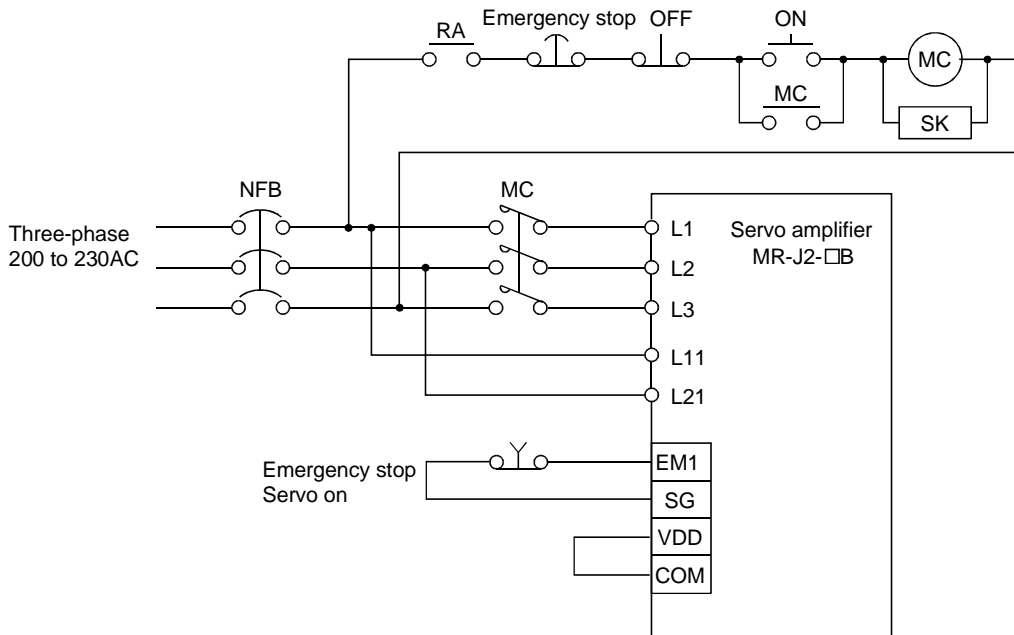 Emergency stop
OFF
ON
RA
MC
MC
SK
NFB
MC
Three-phase
200 to 230AC
L1
L2
L3
L11
L21
Servo amplifier
MR-J2-□B
Emergency stop
Servo on
EM1
SG
VDD
COM